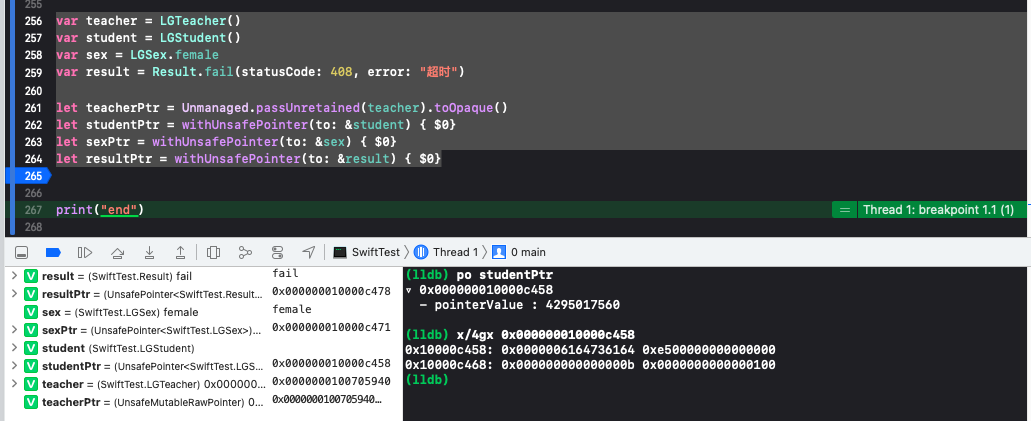 255
256 var teacher = LGTeacher()
257 var student = LGStudent()
258 var sex = LGSex.female
259 var result = Result.fail(statusCode: 408, error: "超时")
260
261 let teacherPtr = Unmanaged.passUnretained(teacher).toOpaque()
262 let studentPtr = withUnsafePointer(to: &student) { $0}
263 let sexPtr = withUnsafePointer(to: &sex) { $0}
264 let resultPtr = withUnsafePointer(to: &result) { $0}
265
266
267 print("end") = Thread 1: breakpoint 1.1 (1)
268
SwiftTest 〉 Thread 1 〉 0 main
V result = (SwiftTest.Result) fail fail
V resultPtr = (UnsafePointer<SwiftTest.Result... 0x000000010000c478
V sex = (SwiftTest.LGSex) female female
V sexPtr = (UnsafePointer<SwiftTest.LGSex>)... 0x000000010000c471
V student (SwiftTest.LGStudent)
V studentPtr = (UnsafePointer<SwiftTest.LGS... 0x000000010000c458
V teacher = (SwiftTest.LGTeacher) 0x000000... 0x0000000100705940
V teacherPtr = (UnsafeMutableRawPointer) 0... 0x0000000100705940...
(lldb) po studentPtr
▿ 0x000000010000c458
- pointerValue : 4295017560
(lldb) x/4gx 0x000000010000c458
0x10000c458: 0x0000006164736164 0xe500000000000000
0x10000c468: 0x000000000000000b 0x0000000000000100
(lldb)